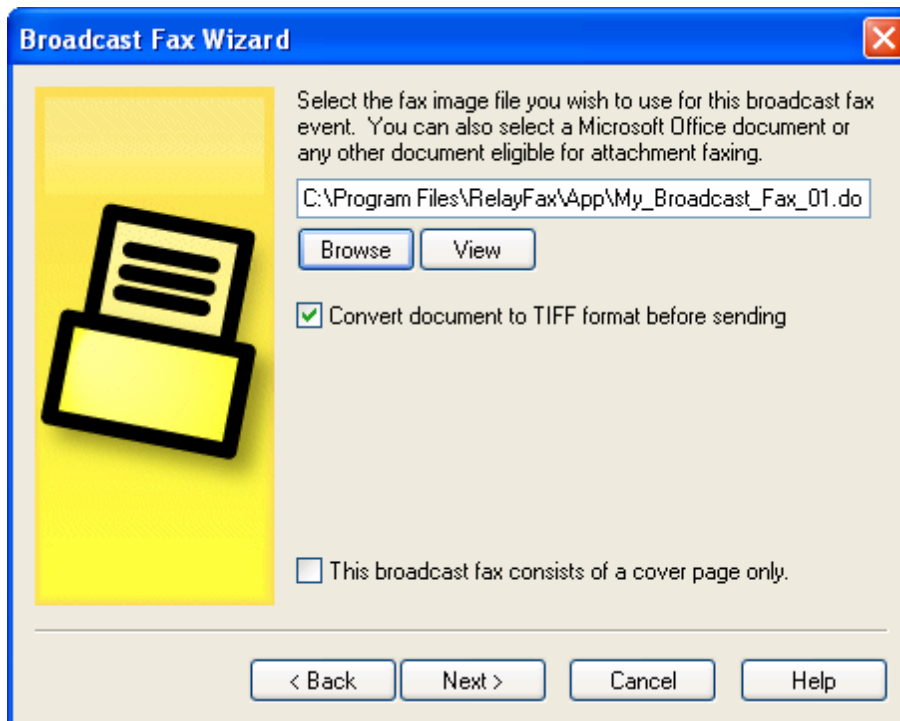 Broadcast Fax Wizard
Select the fax image file you wish to use for this broadcast fax
event. You can also select a Microsoft Office document or
any other document eligible for attachment faxing.
C:\Program Files\RelayFax\App\My_Broadcast_Fax_01.do
Browse View
Convert document to TIFF format before sending
This broadcast fax consists of a cover page only.
< Back Next > Cancel Help